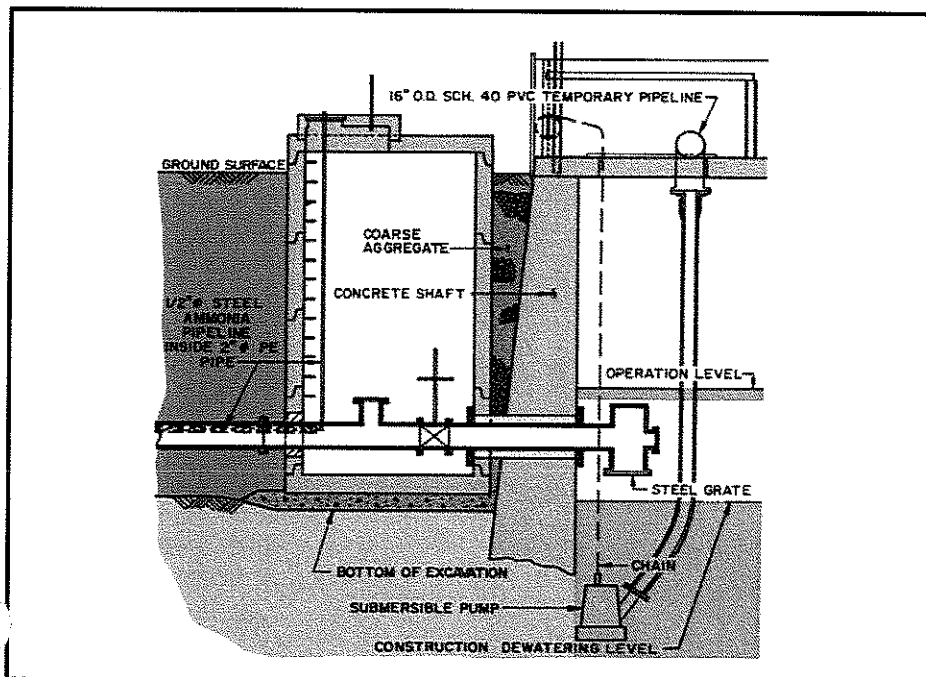 16" O.D. SCH. 40 PVC TEMPORARY PIPELINE
GROUND SURFACE
COARSE
AGGREGATE
CONCRETE SHAFT
1/2"ø STEEL
AMMONIA
PIPELINE
INSIDE 2"ø PE
PIPE
OPERATION LEVEL
STEEL GRATE
CHAIN
BOTTOM OF EXCAVATION
SUBMERSIBLE PUMP
CONSTRUCTION DEWATERING LEVEL